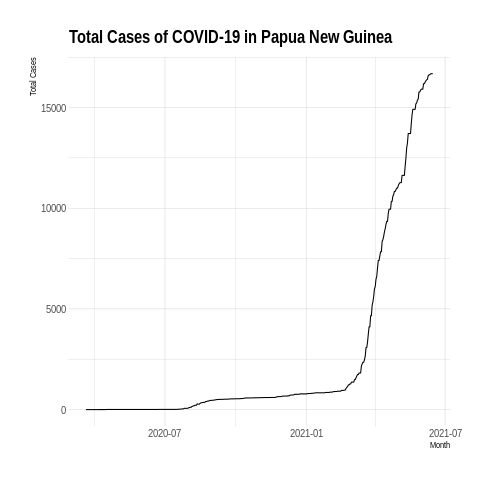 Total Cases of COVID-19 in Papua New Guinea
Total Cases
15000
10000
5000
0
2020-07
2021-01
2021-07
Month